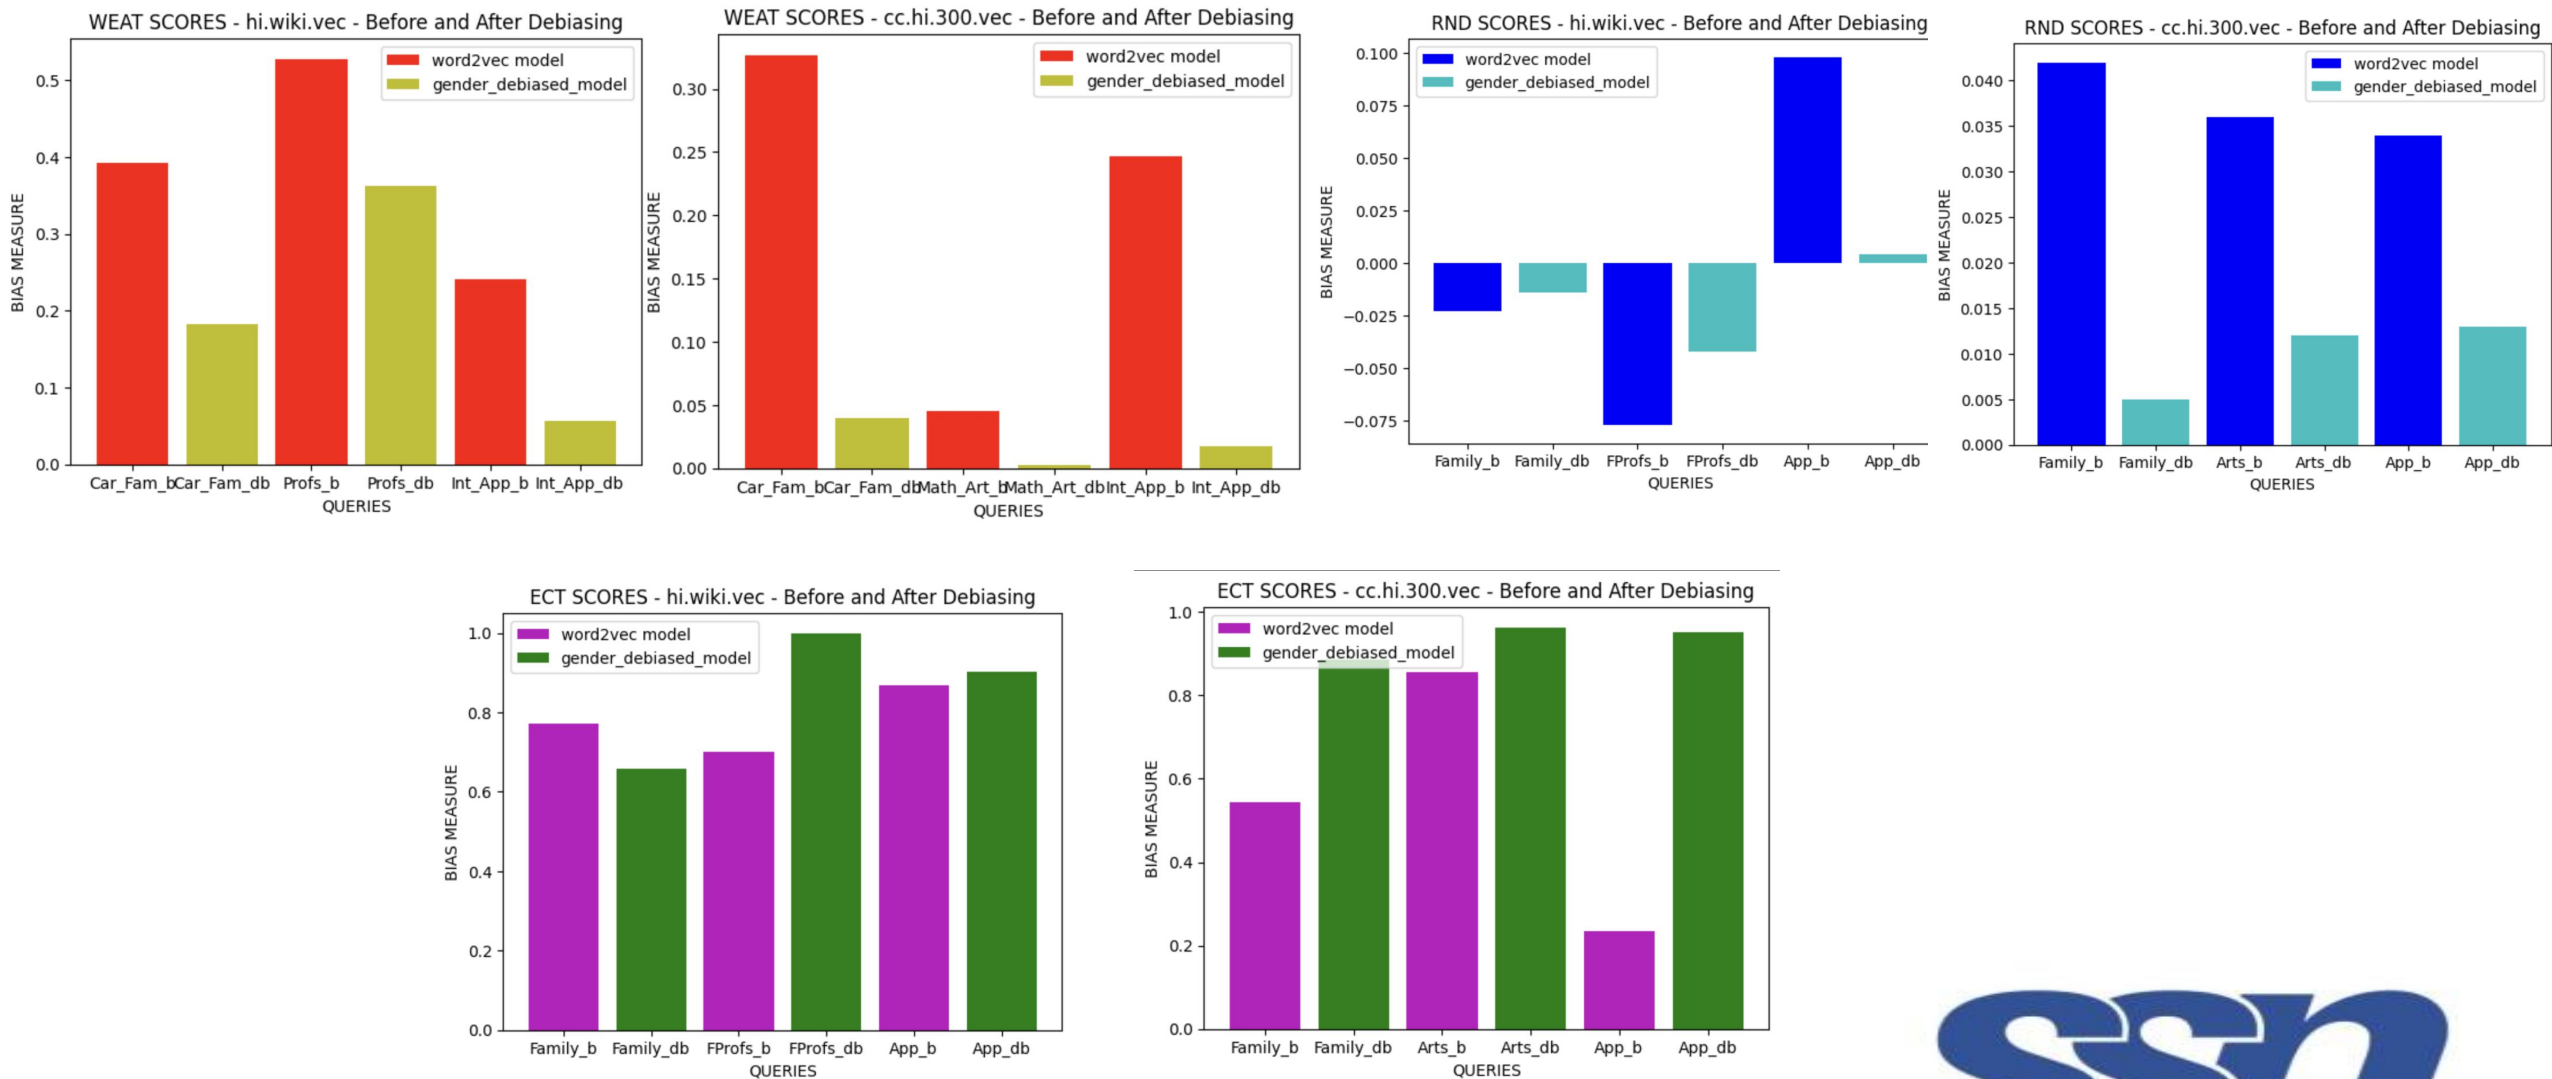 WEAT SCORES - hi.wiki.vec - Before and After Debiasing
word2vec model
gender_debiased_model
0.5
0.4
0.3
0.2
0.1
0.0
BIAS MEASURE
Car_Fam_b Car_Fam_db Profs_b Profs_db Int_App_b Int_App_db
QUERIES
WEAT SCORES - cc.hi.300.vec - Before and After Debiasing
word2vec model
gender_debiased_model
0.30
0.25
0.20
0.15
0.10
0.05
0.00
BIAS MEASURE
Car_Fam_b Car_Fam_db Math_Art_b Math_Art_db Int_App_b Int_App_db
QUERIES
RND SCORES - hi.wiki.vec - Before and After Debiasing
word2vec model
gender_debiased_model
0.100
0.075
0.050
0.025
0.000
−0.025
−0.050
−0.075
BIAS MEASURE
Family_b Family_db FProfs_b FProfs_db App_b App_db
QUERIES
RND SCORES - cc.hi.300.vec - Before and After Debiasing
word2vec model
gender_debiased_model
0.040
0.035
0.030
0.025
0.020
0.015
0.010
0.005
0.000
BIAS MEASURE
Family_b Family_db Arts_b Arts_db App_b App_db
QUERIES
ECT SCORES - hi.wiki.vec - Before and After Debiasing
word2vec model
gender_debiased_model
1.0
0.8
0.6
0.4
0.2
0.0
BIAS MEASURE
Family_b Family_db FProfs_b FProfs_db App_b App_db
QUERIES
ECT SCORES - cc.hi.300.vec - Before and After Debiasing
word2vec model
gender_debiased_model
1.0
0.8
0.6
0.4
0.2
0.0
BIAS MEASURE
Family_b Family_db Arts_b Arts_db App_b App_db
QUERIES
ssn